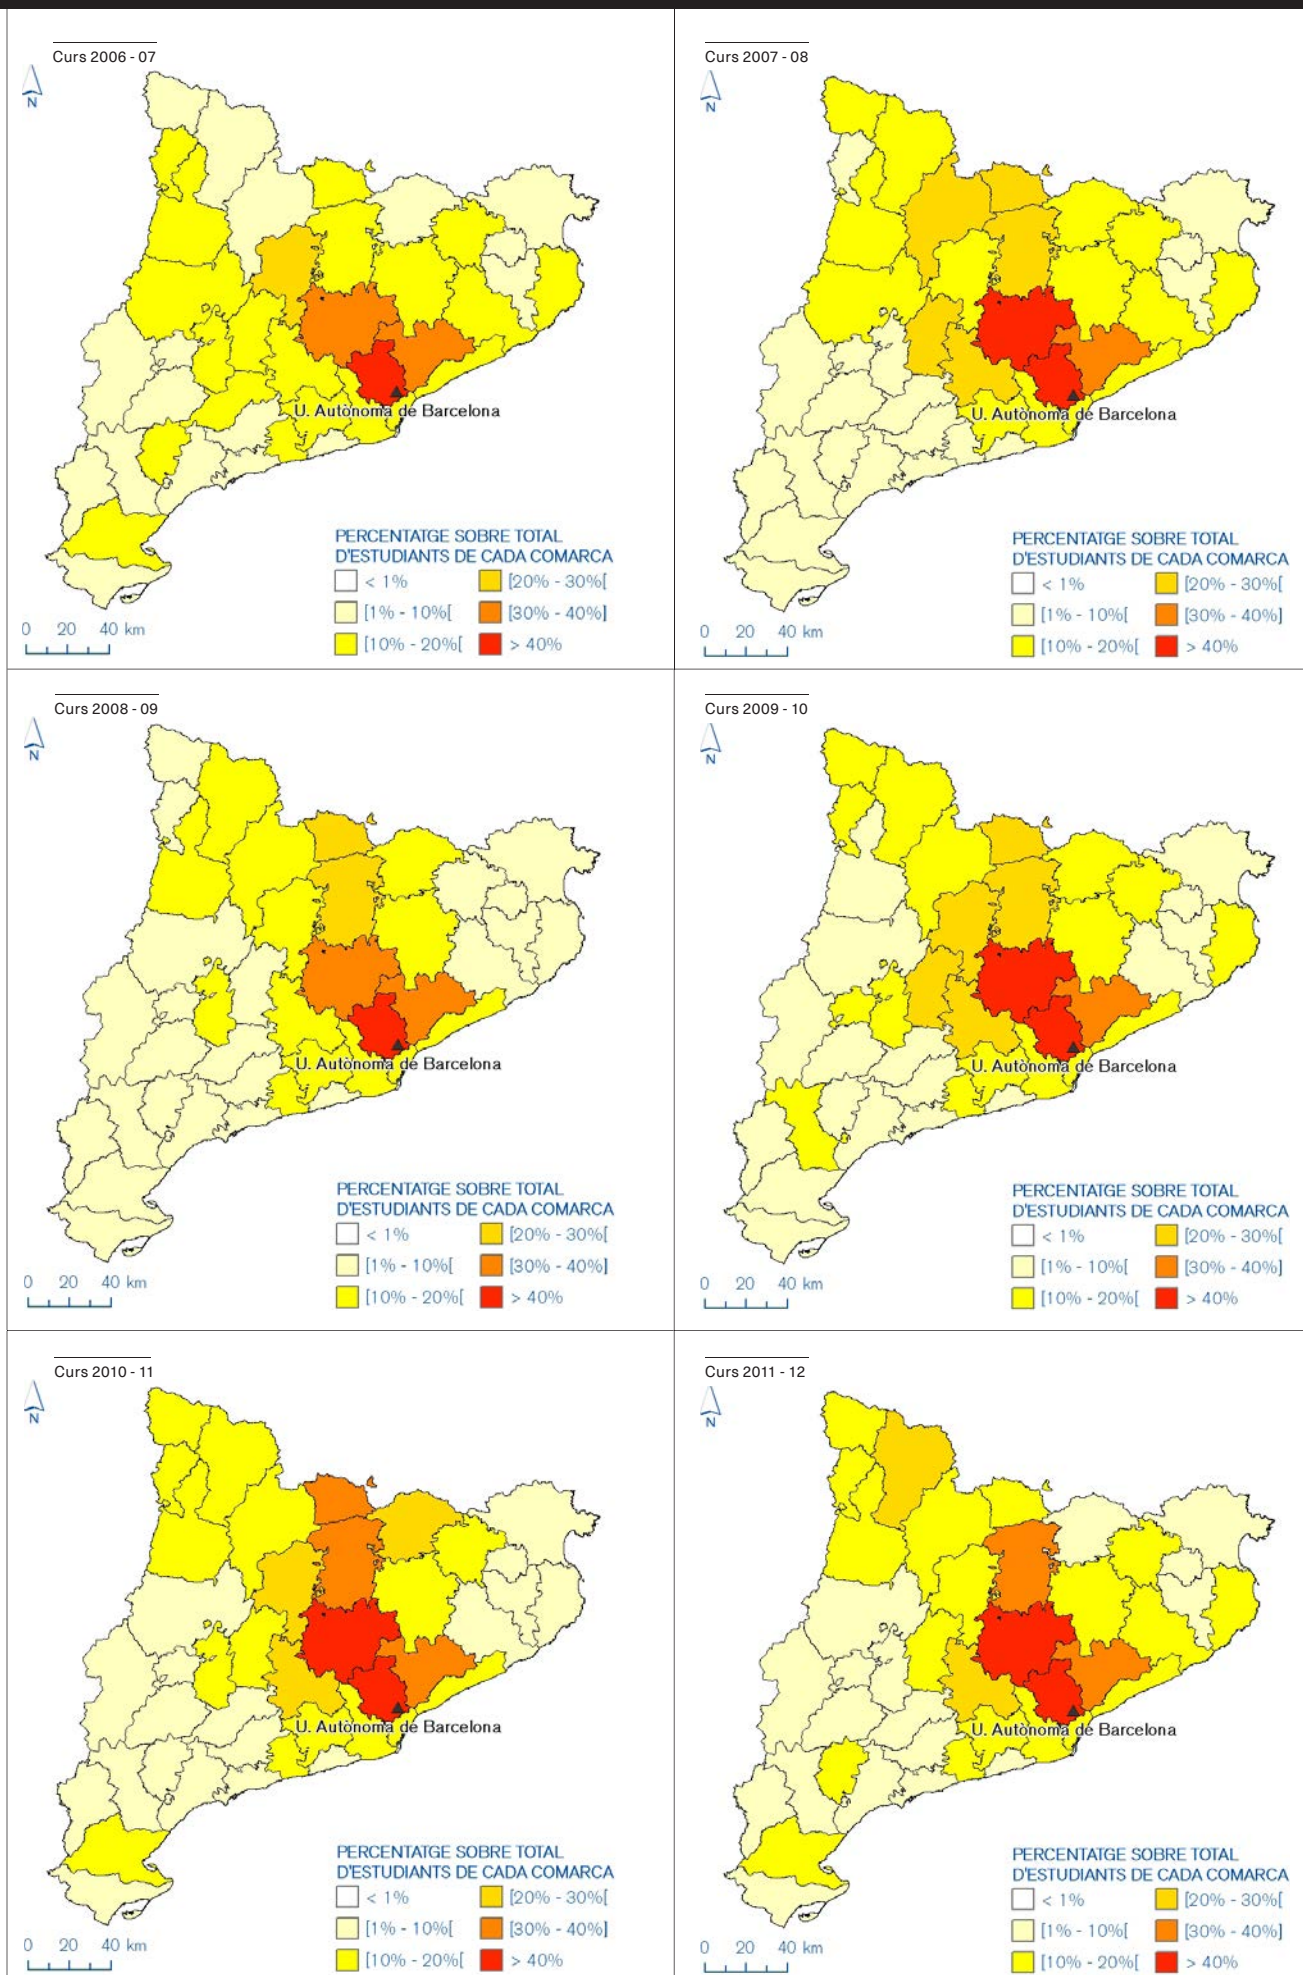 Curs 2006 - 07
N
U. Autònoma de Barcelona
PERCENTATGE SOBRE TOTAL
D'ESTUDIANTS DE CADA COMARCA
< 1% [20% - 30%[
[1% - 10%[ [30% - 40%]
[10% - 20%[ > 40%
0 20 40 km
Curs 2007 - 08
N
U. Autònoma de Barcelona
PERCENTATGE SOBRE TOTAL
D'ESTUDIANTS DE CADA COMARCA
< 1% [20% - 30%[
[1% - 10%[ [30% - 40%]
[10% - 20%[ > 40%
0 20 40 km
Curs 2008 - 09
N
U. Autònoma de Barcelona
PERCENTATGE SOBRE TOTAL
D'ESTUDIANTS DE CADA COMARCA
< 1% [20% - 30%[
[1% - 10%[ [30% - 40%]
[10% - 20%[ > 40%
0 20 40 km
Curs 2009 - 10
N
U. Autònoma de Barcelona
PERCENTATGE SOBRE TOTAL
D'ESTUDIANTS DE CADA COMARCA
< 1% [20% - 30%[
[1% - 10%[ [30% - 40%]
[10% - 20%[ > 40%
0 20 40 km
Curs 2010 - 11
N
U. Autònoma de Barcelona
PERCENTATGE SOBRE TOTAL
D'ESTUDIANTS DE CADA COMARCA
< 1% [20% - 30%[
[1% - 10%[ [30% - 40%]
[10% - 20%[ > 40%
0 20 40 km
Curs 2011 - 12
N
U. Autònoma de Barcelona
PERCENTATGE SOBRE TOTAL
D'ESTUDIANTS DE CADA COMARCA
< 1% [20% - 30%[
[1% - 10%[ [30% - 40%]
[10% - 20%[ > 40%
0 20 40 km